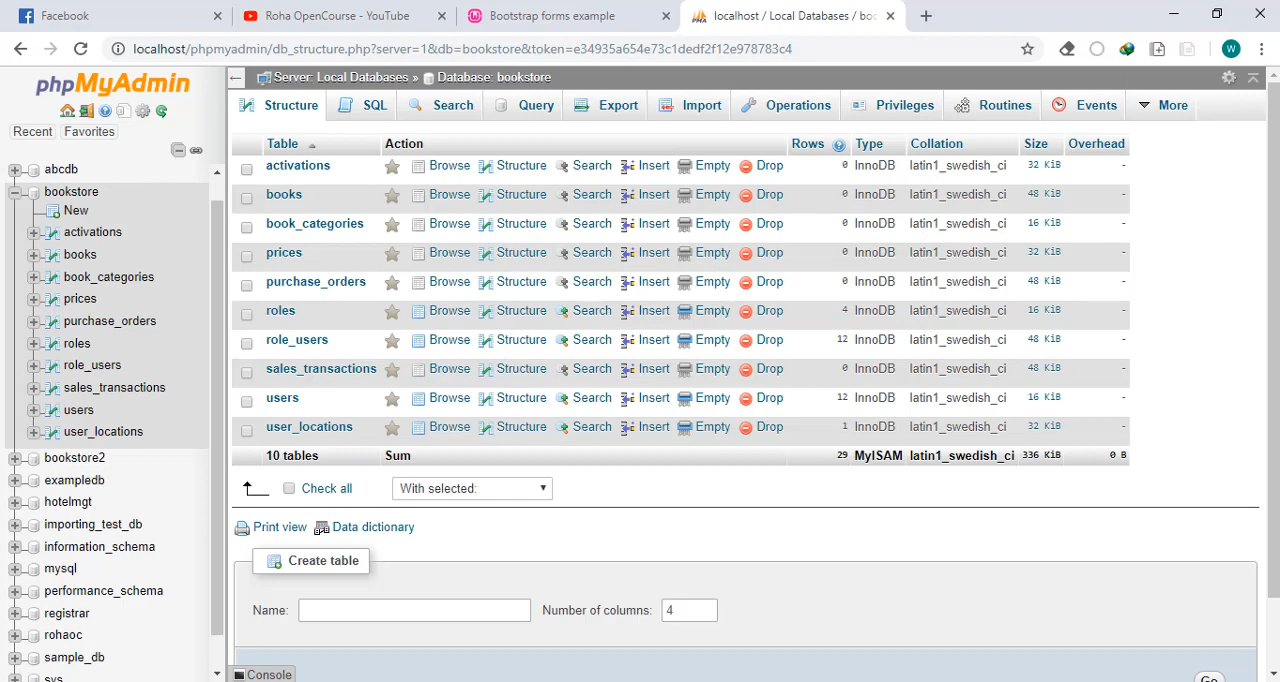 Facebook
Roha OpenCourse - YouTube
Bootstrap forms example
localhost / Local Databases / bo
localhost/phpmyadmin/db_structure.php?server=1&db=bookstore&token=e34935a654e73c1dedf2f12e978783c4
W
phpMyAdmin
Recent Favorites
abcdb
bookstore
New
activations
books
book_categories
prices
purchase_orders
roles
role_users
sales_transactions
users
user_locations
bookstore2
exampledb
hotelmgt
importing_test_db
information_schema
mysql
performance_schema
registrar
rohaoc
sample_db
sys
Server: Local Databases » Database: bookstore
Structure SQL Search Query Export Import Operations Privileges Routines Events More
Table Action Rows Type Collation Size Overhead
activations Browse Structure Search Insert Empty Drop 0 InnoDB latin1_swedish_ci 32 KiB -
books Browse Structure Search Insert Empty Drop 0 InnoDB latin1_swedish_ci 48 KiB -
book_categories Browse Structure Search Insert Empty Drop 0 InnoDB latin1_swedish_ci 16 KiB -
prices Browse Structure Search Insert Empty Drop 0 InnoDB latin1_swedish_ci 32 KiB -
purchase_orders Browse Structure Search Insert Empty Drop 0 InnoDB latin1_swedish_ci 48 KiB -
roles Browse Structure Search Insert Empty Drop 4 InnoDB latin1_swedish_ci 16 KiB -
role_users Browse Structure Search Insert Empty Drop 12 InnoDB latin1_swedish_ci 48 KiB -
sales_transactions Browse Structure Search Insert Empty Drop 0 InnoDB latin1_swedish_ci 48 KiB -
users Browse Structure Search Insert Empty Drop 12 InnoDB latin1_swedish_ci 16 KiB -
user_locations Browse Structure Search Insert Empty Drop 1 InnoDB latin1_swedish_ci 32 KiB -
10 tables Sum 29 MyISAM latin1_swedish_ci 336 KiB 0 B
Check all With selected:
Print view Data dictionary
Create table
Name: Number of columns: 4
Console
Go